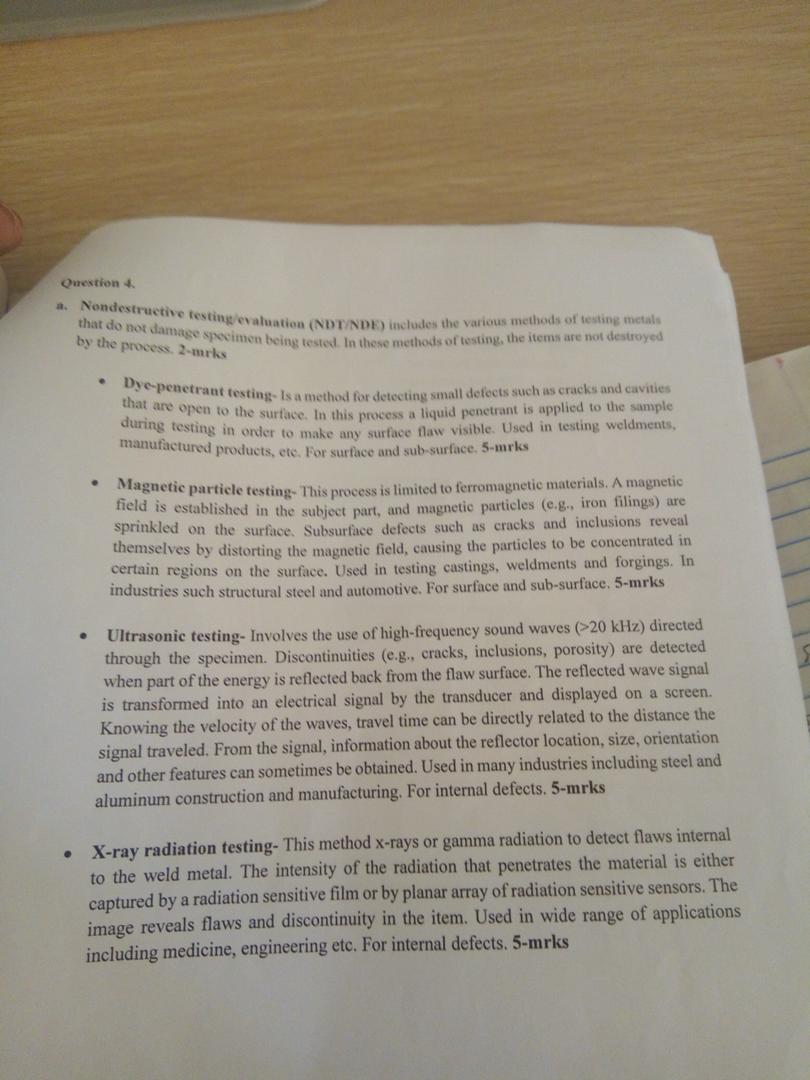 Question 4.
a. Nondestructive testing/evaluation (NDT/NDE) includes the various methods of testing metals
that do not damage specimen being tested. In these methods of testing, the items are not destroyed
by the process. 2-mrks
• Dye-penetrant testing- Is a method for detecting small defects such as cracks and cavities
that are open to the surface. In this process a liquid penetrant is applied to the sample
during testing in order to make any surface flaw visible. Used in testing weldments,
manufactured products, etc. For surface and sub-surface. 5-mrks
• Magnetic particle testing- This process is limited to ferromagnetic materials. A magnetic
field is established in the subject part, and magnetic particles (e.g., iron filings) are
sprinkled on the surface. Subsurface defects such as cracks and inclusions reveal
themselves by distorting the magnetic field, causing the particles to be concentrated in
certain regions on the surface. Used in testing castings, weldments and forgings. In
industries such structural steel and automotive. For surface and sub-surface. 5-mrks
• Ultrasonic testing- Involves the use of high-frequency sound waves (>20 kHz) directed
through the specimen. Discontinuities (e.g., cracks, inclusions, porosity) are detected
when part of the energy is reflected back from the flaw surface. The reflected wave signal
is transformed into an electrical signal by the transducer and displayed on a screen.
Knowing the velocity of the waves, travel time can be directly related to the distance the
signal traveled. From the signal, information about the reflector location, size, orientation
and other features can sometimes be obtained. Used in many industries including steel and
aluminum construction and manufacturing. For internal defects. 5-mrks
• X-ray radiation testing- This method x-rays or gamma radiation to detect flaws internal
to the weld metal. The intensity of the radiation that penetrates the material is either
captured by a radiation sensitive film or by planar array of radiation sensitive sensors. The
image reveals flaws and discontinuity in the item. Used in wide range of applications
including medicine, engineering etc. For internal defects. 5-mrks